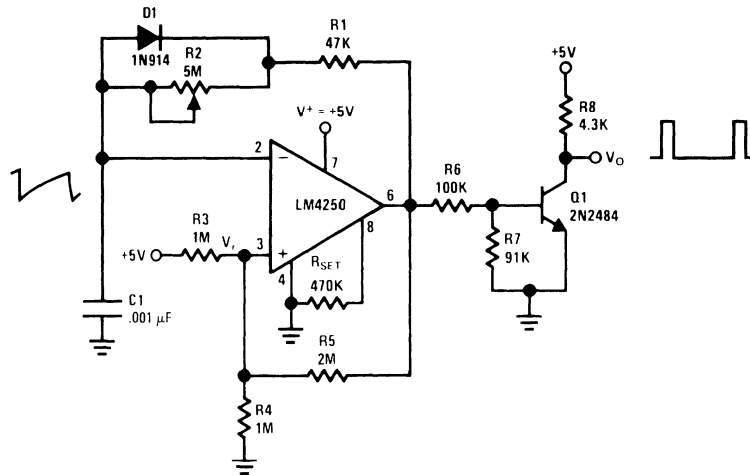 D1
1N914
R2
5M
R1
47K
V+ = +5V
+5V
R8
4.3K
VO
2
−
7
LM4250
6
R6
100K
Q1
2N2484
R3
1M
+5V
Vr
3
+
4
8
RSET
470K
R7
91K
C1
.001 μF
R5
2M
R4
1M